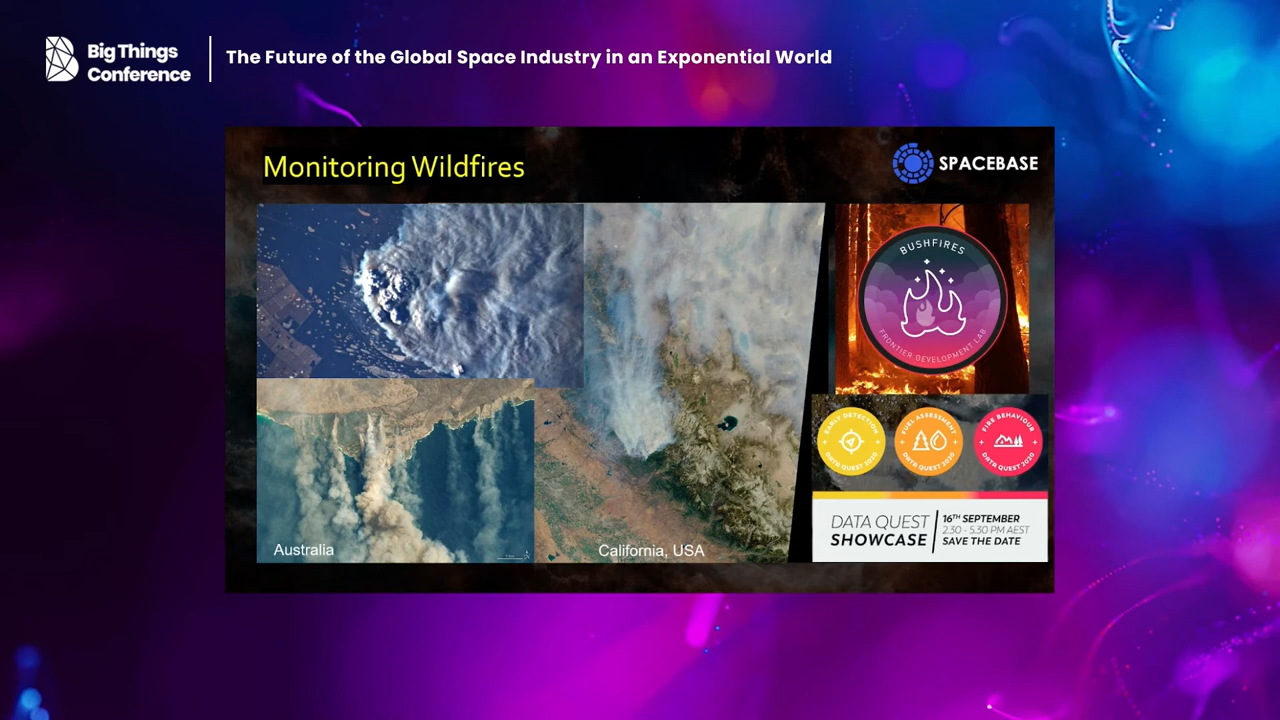 Big Things
Conference
The Future of the Global Space Industry in an Exponential World
Monitoring Wildfires
SPACEBASE
BUSHFIRES
FRONTIER DEVELOPMENT LAB
EARLY DETECTION
DATA QUEST 2020
FUEL ASSESSMENT
DATA QUEST 2020
FIRE BEHAVIOUR
DATA QUEST 2020
Australia
California, USA
DATA QUEST
SHOWCASE
16TH SEPTEMBER
2.30 - 5.30 PM AEST
SAVE THE DATE